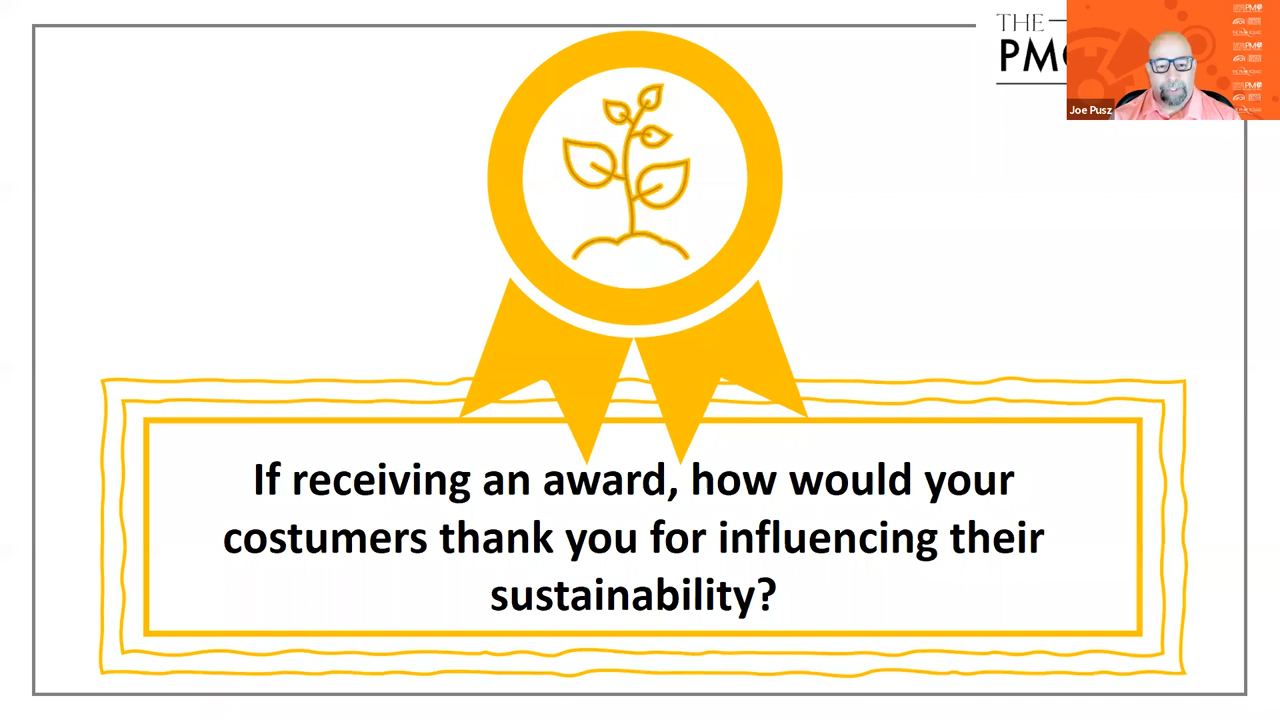 THE
PM
Joe Pusz
If receiving an award, how would your
costumers thank you for influencing their
sustainability?